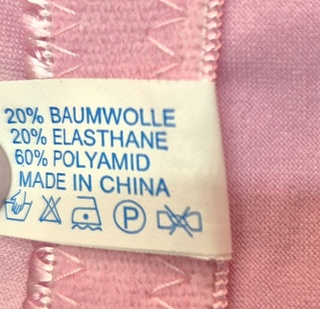 20% BAUMWOLLE
20% ELASTHANE
60% POLYAMID
MADE IN CHINA
P